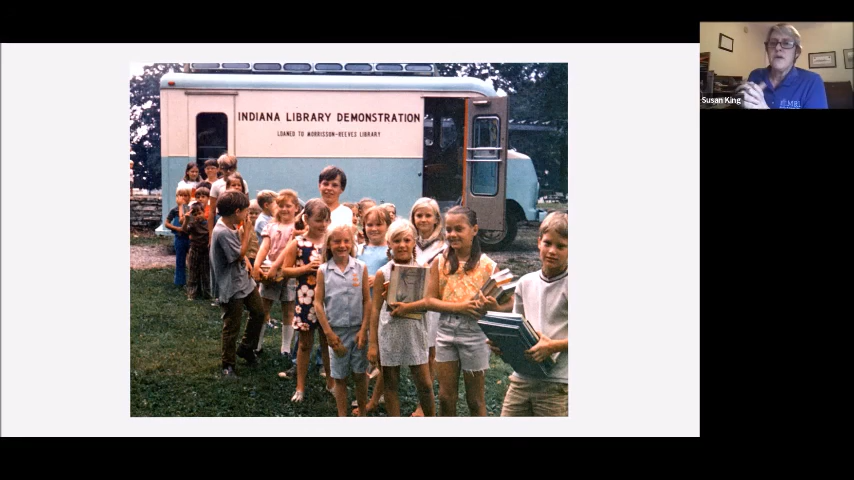 INDIANA LIBRARY DEMONSTRATION
LOANED TO MORRISSON-REEVES LIBRARY
Susan King